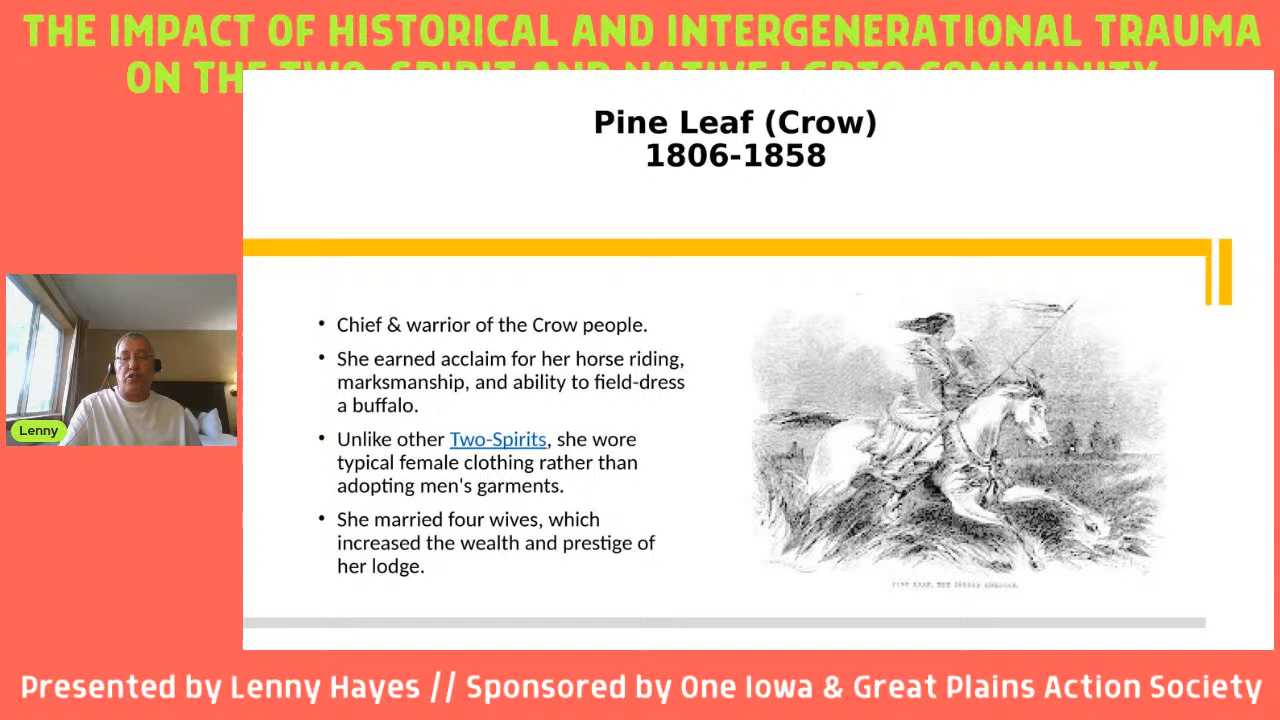 THE IMPACT OF HISTORICAL AND INTERGENERATIONAL TRAUMA
ON THE TWO-SPIRIT AND NATIVE LGBTQ COMMUNITY
Pine Leaf (Crow)
1806-1858
• Chief & warrior of the Crow people.
• She earned acclaim for her horse riding,
marksmanship, and ability to field-dress
a buffalo.
• Unlike other Two-Spirits, she wore
typical female clothing rather than
adopting men's garments.
• She married four wives, which
increased the wealth and prestige of
her lodge.
PINE LEAF, THE
Lenny
Presented by Lenny Hayes // Sponsored by One Iowa & Great Plains Action Society